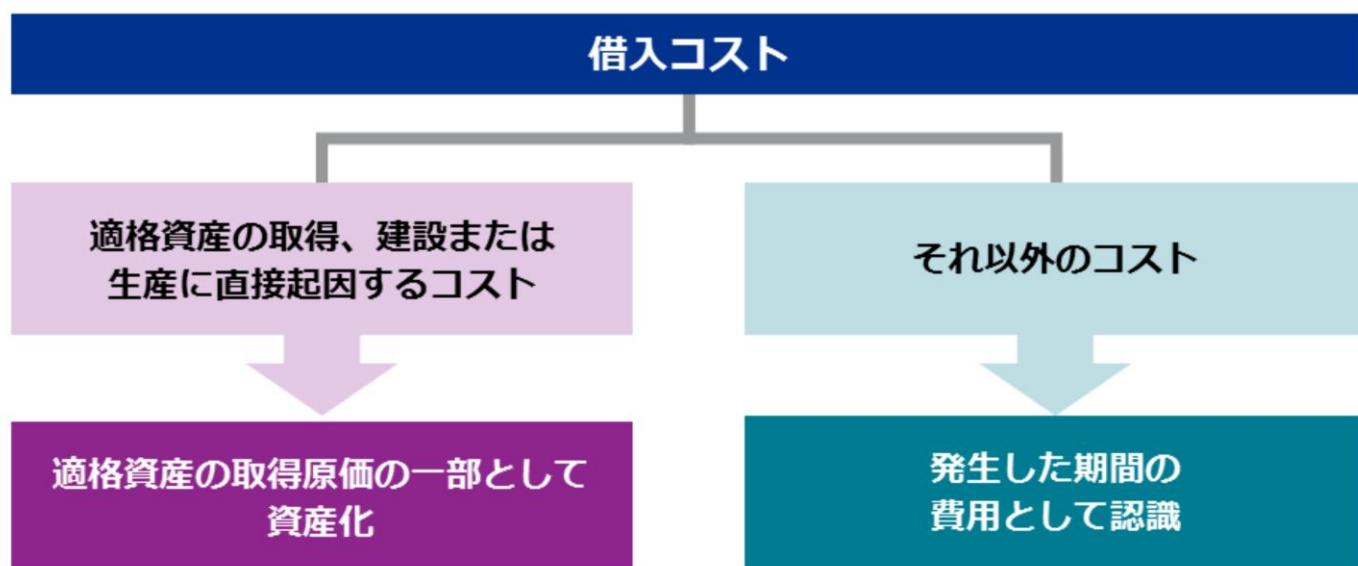 借入コスト
適格資産の取得、建設または
生産に直接起因するコスト
それ以外のコスト
適格資産の取得原価の一部として
資産化
発生した期間の
費用として認識